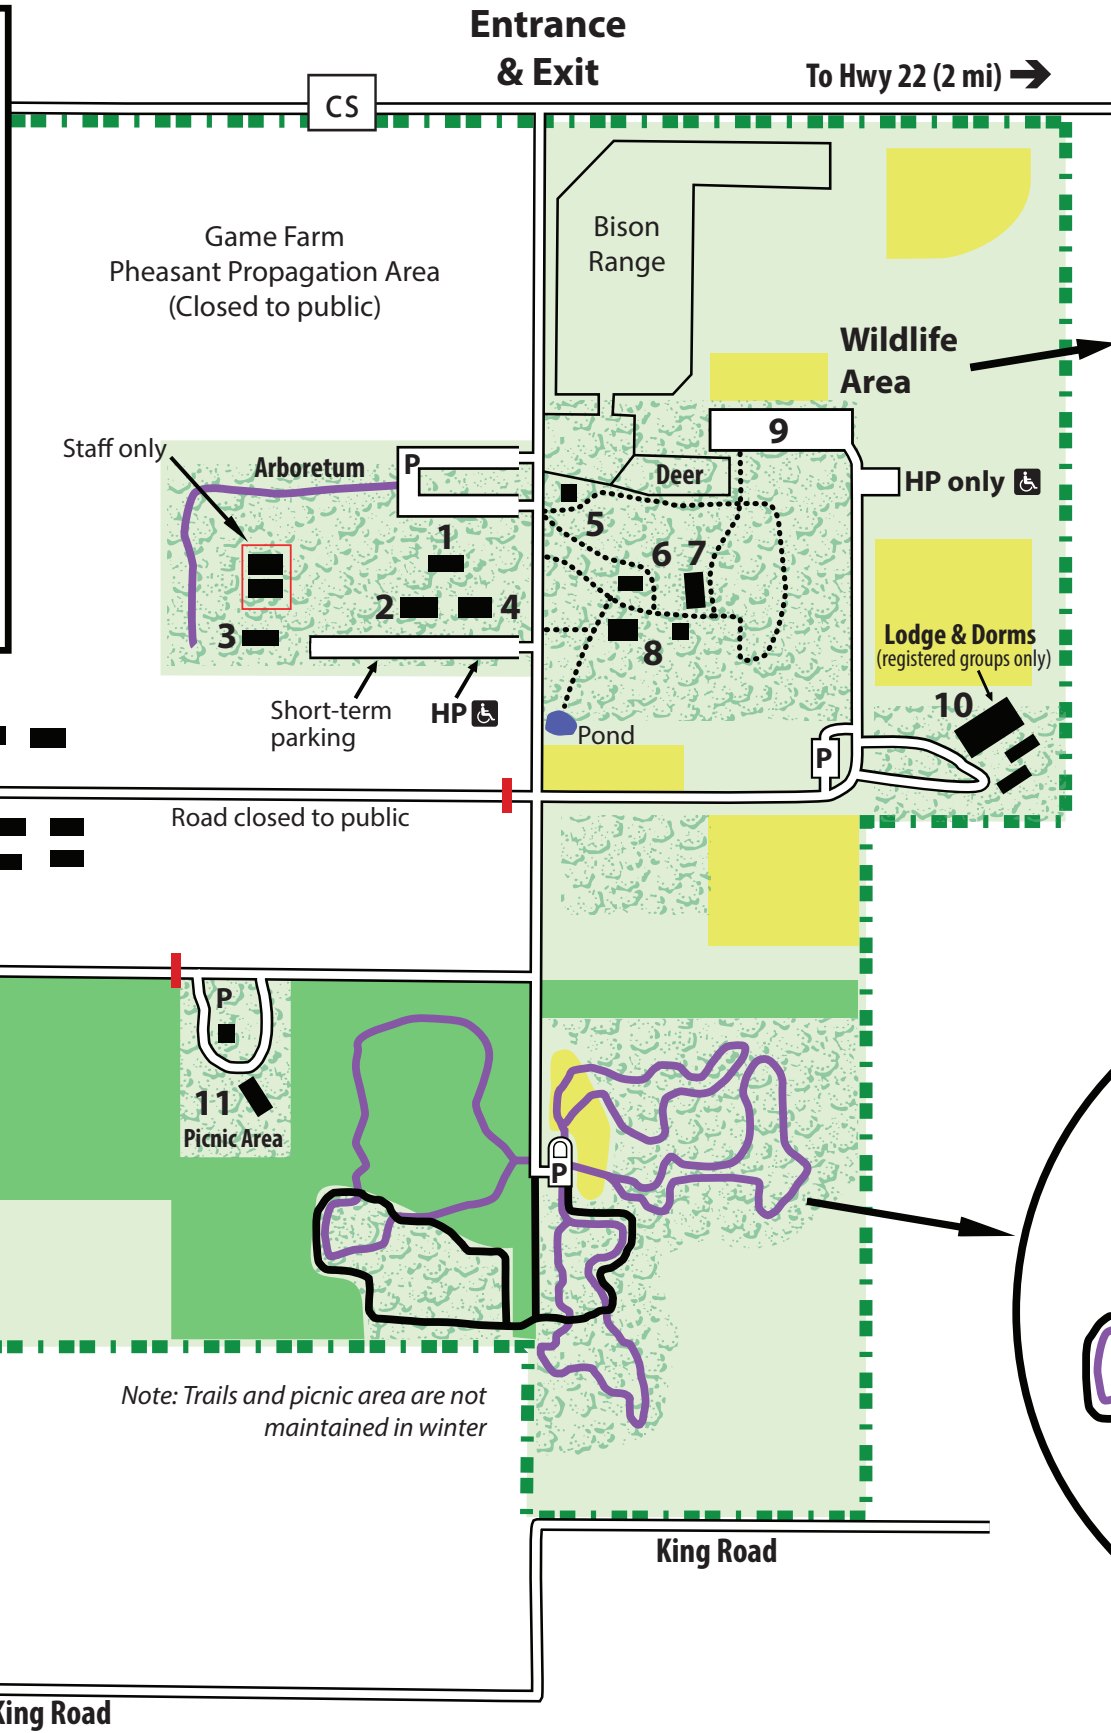 Entrance
& Exit
To Hwy 22 (2 mi)
CS
Game Farm
Pheasant Propagation Area
(Closed to public)
Bison
Range
Wildlife
Area
9
Staff only
Arboretum
P
Deer
HP only
5
1
6
7
2
4
3
8
Lodge & Dorms
(registered groups only)
10
Short-term
parking
HP
Pond
P
Road closed to public
P
11
Picnic Area
P
Note: Trails and picnic area are not
maintained in winter
King Road
King Road